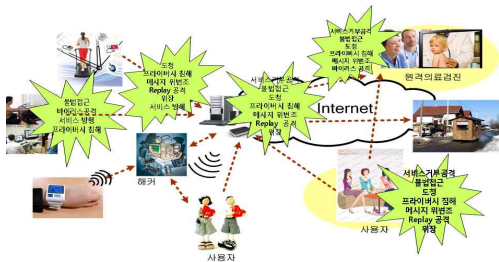 도청
프라이버시 침해
메시지 위변조
Replay 공격
위장
서비스 방해
불법접근
바이러스공격
서비스 방행
프라이버시 침해
서비스거부공격
불법접근
도청
프라이버시 침해
메시지 위변조
Replay 공격
위장
서비스거부공격
불법접근
도청
프라이버시 침해
메시지 위변조
바이러스 공격
원격의료검진
Internet
해커
사용자
사용자
서비스거부공격
불법접근
도청
프라이버시 침해
메시지 위변조
Replay 공격
위장